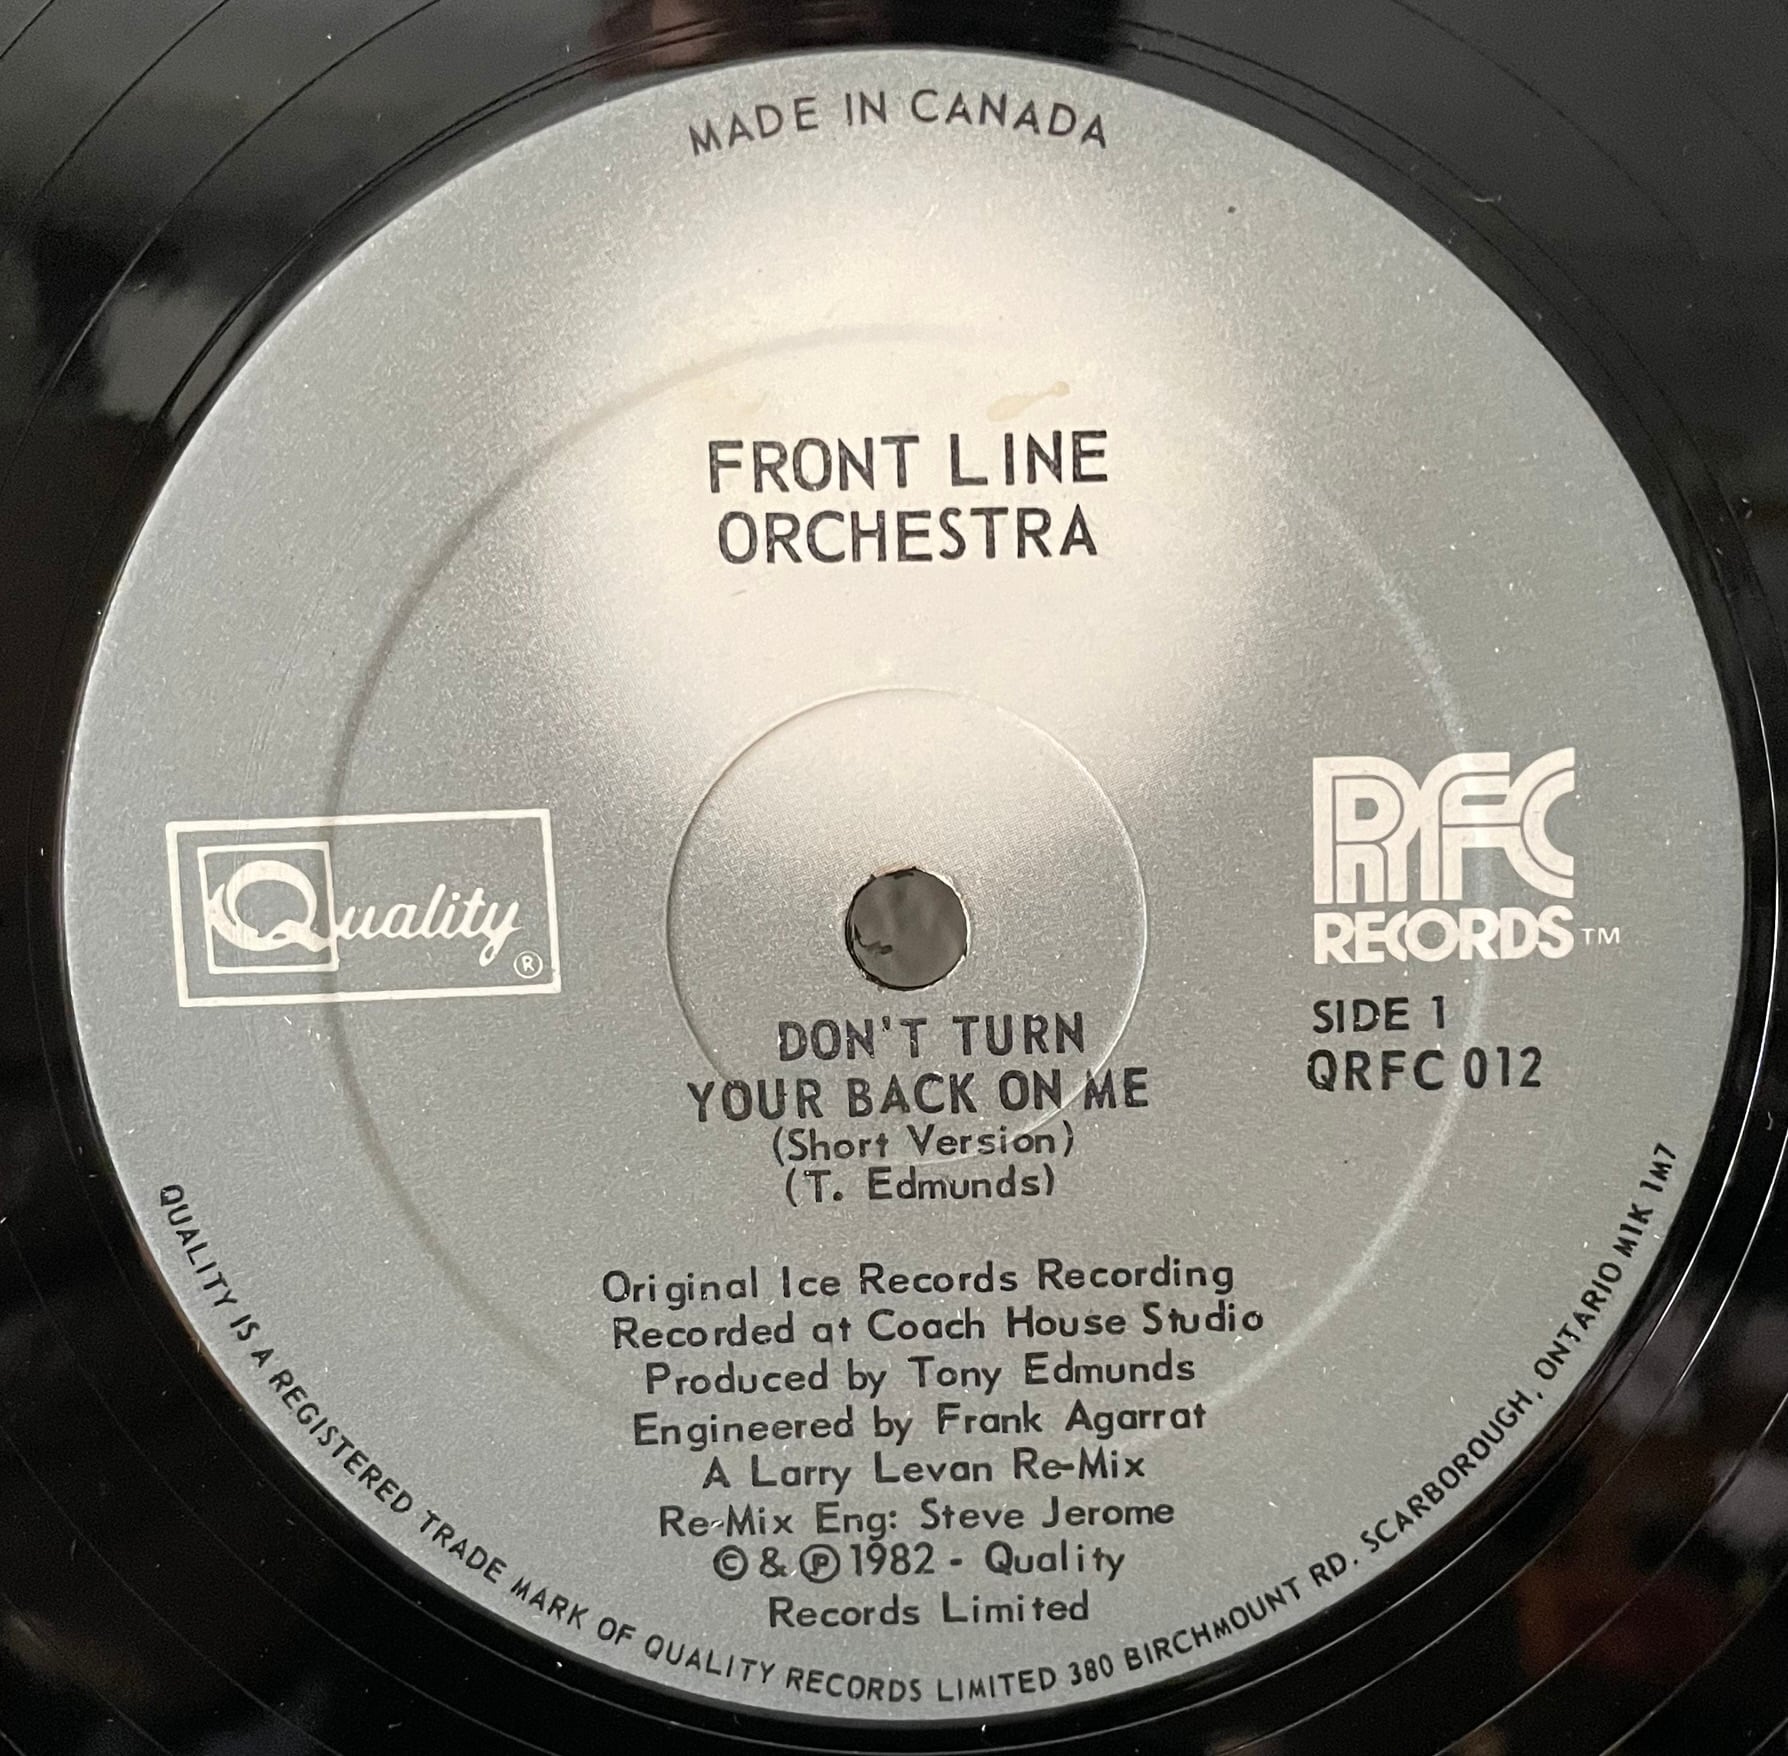 MADE IN CANADA
FRONT LINE
ORCHESTRA
Quality ®
RFC
RECORDS™
SIDE 1
QRFC 012
DON'T TURN
YOUR BACK ON ME
(Short Version)
(T. Edmunds)
Original Ice Records Recording
Recorded at Coach House Studio
Produced by Tony Edmunds
Engineered by Frank Agarrat
A Larry Levan Re-Mix
Re-Mix Eng: Steve Jerome
© & ℗ 1982 - Quality
Records Limited
QUALITY IS A REGISTERED TRADE MARK OF QUALITY RECORDS LIMITED 380 BIRCHMOUNT RD. SCARBOROUGH, ONTARIO M1K 1M7